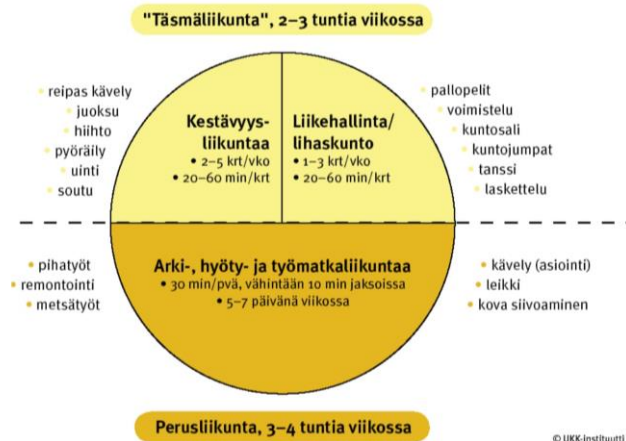 "Täsmäliikunta", 2–3 tuntia viikossa
• reipas kävely
• juoksu
• hiihto
• pyöräily
• uinti
• soutu
Kestävyys-
liikuntaa
• 2–5 krt/vko
• 20–60 min/krt
Liikehallinta/
lihaskunto
• 1–3 krt/vko
• 20–60 min/krt
• pallopelit
• voimistelu
• kuntosali
• kuntojumpat
• tanssi
• laskettelu
• pihatyöt
• remontointi
• metsätyöt
Arki-, hyöty- ja työmatkaliikuntaa
• 30 min/pvä, vähintään 10 min jaksoissa
• 5–7 päivänä viikossa
• kävely (asiointi)
• leikki
• kova siivoaminen
Perusliikunta, 3–4 tuntia viikossa
© UKK-instituutti